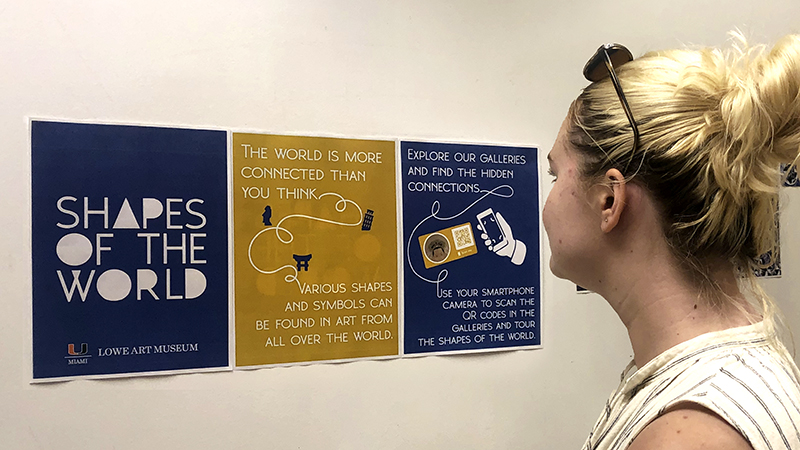 SHAPES
OF THE
WORLD
U
MIAMI
LOWE ART MUSEUM
THE WORLD IS MORE
CONNECTED THAN
YOU THINK
VARIOUS SHAPES
AND SYMBOLS CAN
BE FOUND IN ART FROM
ALL OVER THE WORLD.
EXPLORE OUR GALLERIES
AND FIND THE HIDDEN
CONNECTIONS
USE YOUR SMARTPHONE
CAMERA TO SCAN THE
QR CODES IN THE
GALLERIES AND TOUR
THE SHAPES OF THE WORLD.